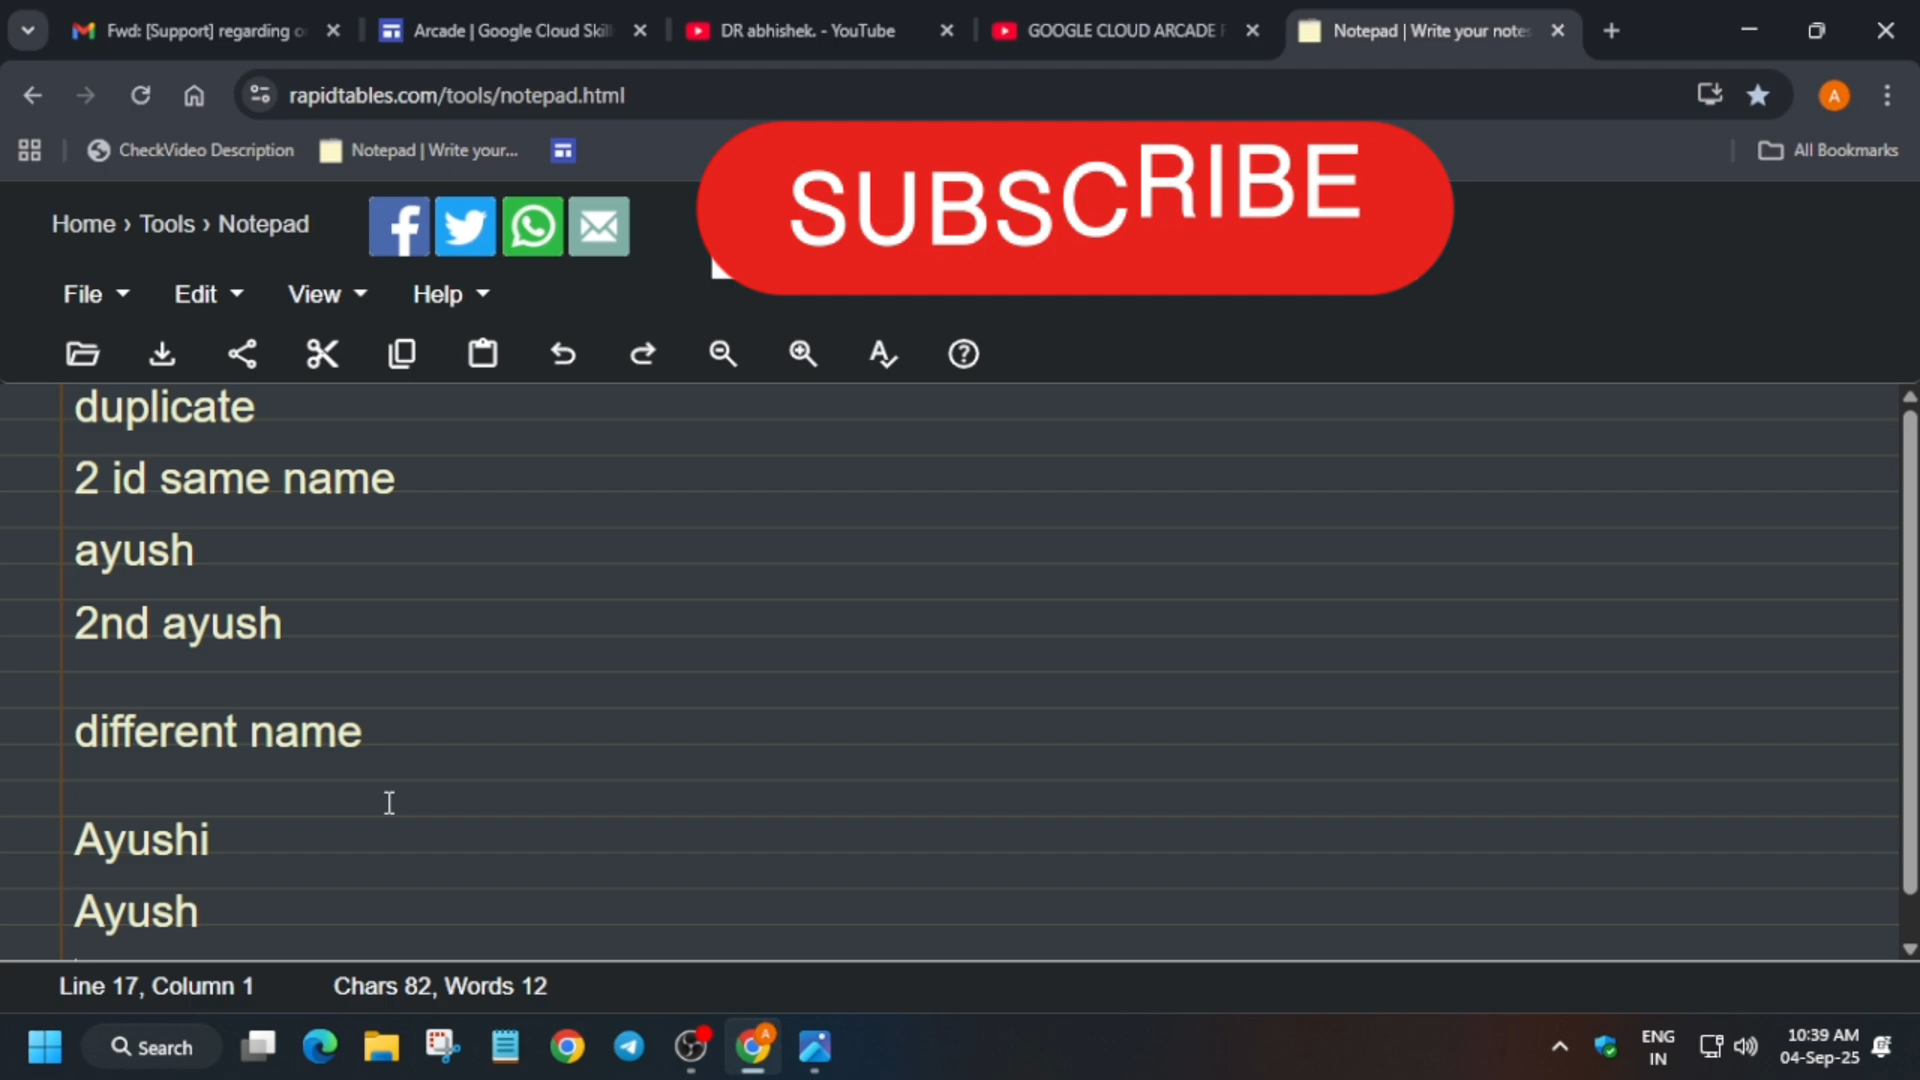 Fwd: [Support] regarding o
Arcade | Google Cloud Skil
DR abhishek. - YouTube
GOOGLE CLOUD ARCADE F
Notepad | Write your notes
rapidtables.com/tools/notepad.html
A
CheckVideo Description
Notepad | Write your...
All Bookmarks
SUBSCRIBE
Home › Tools › Notepad
File
Edit
View
Help
duplicate
2 id same name
ayush
2nd ayush
different name
Ayushi
Ayush
Line 17, Column 1
Chars 82, Words 12
Search
ENG
IN
10:39 AM
04-Sep-25